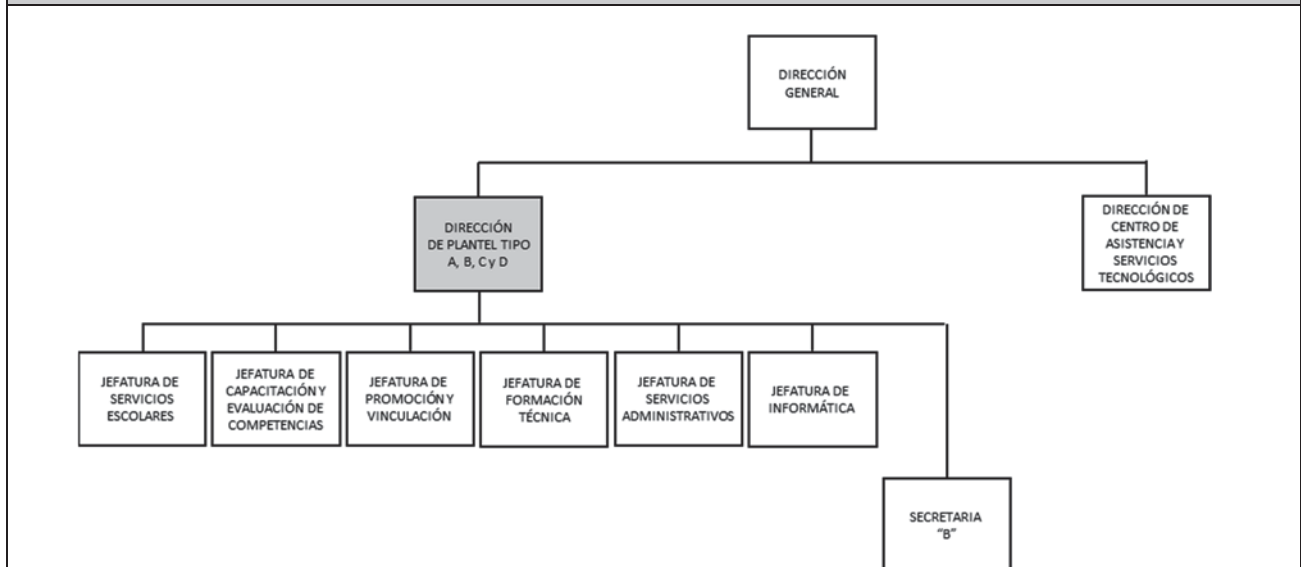 DIRECCIÓN
GENERAL
DIRECCIÓN
DE PLANTEL TIPO
A, B, C y D
DIRECCIÓN DE
CENTRO DE
ASISTENCIA Y
SERVICIOS
TECNOLÓGICOS
JEFATURA DE
SERVICIOS
ESCOLARES
JEFATURA DE
CAPACITACIÓN Y
EVALUACIÓN DE
COMPETENCIAS
JEFATURA DE
PROMOCIÓN Y
VINCULACIÓN
JEFATURA DE
FORMACIÓN
TÉCNICA
JEFATURA DE
SERVICIOS
ADMINISTRATIVOS
JEFATURA DE
INFORMÁTICA
SECRETARIA
"B"